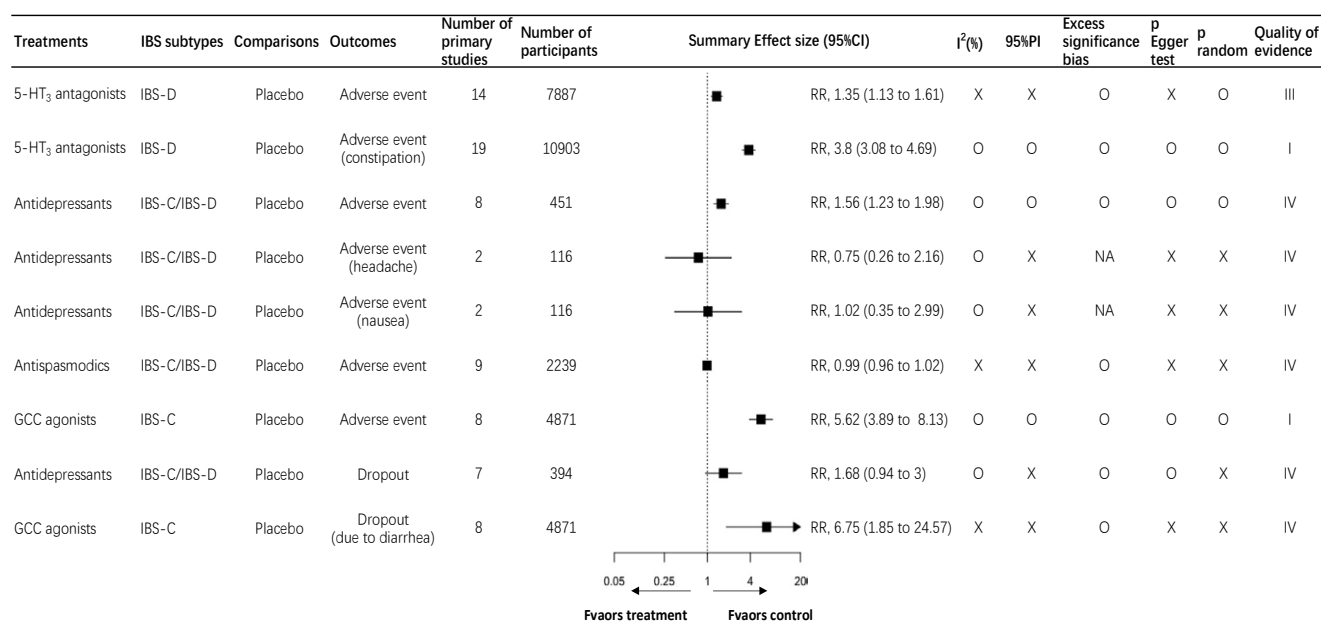 Treatments IBS subtypes Comparisons Outcomes Number of primary studies Number of participants Summary Effect size (95%CI) I²(%) 95%PI Excess significance bias p Egger test p random Quality of evidence
5-HT₃ antagonists IBS-D Placebo Adverse event 14 7887 RR, 1.35 (1.13 to 1.61) X X O X O III
5-HT₃ antagonists IBS-D Placebo Adverse event (constipation) 19 10903 RR, 3.8 (3.08 to 4.69) O O O O O I
Antidepressants IBS-C/IBS-D Placebo Adverse event 8 451 RR, 1.56 (1.23 to 1.98) O O O O O IV
Antidepressants IBS-C/IBS-D Placebo Adverse event (headache) 2 116 RR, 0.75 (0.26 to 2.16) O X NA X X IV
Antidepressants IBS-C/IBS-D Placebo Adverse event (nausea) 2 116 RR, 1.02 (0.35 to 2.99) O X NA X X IV
Antispasmodics IBS-C/IBS-D Placebo Adverse event 9 2239 RR, 0.99 (0.96 to 1.02) X X O X X IV
GCC agonists IBS-C Placebo Adverse event 8 4871 RR, 5.62 (3.89 to 8.13) O O O O O I
Antidepressants IBS-C/IBS-D Placebo Dropout 7 394 RR, 1.68 (0.94 to 3) O X O O X IV
GCC agonists IBS-C Placebo Dropout (due to diarrhea) 8 4871 RR, 6.75 (1.85 to 24.57) X X O X X IV
0.05 0.25 1 4 20
Fvaors treatment Fvaors control